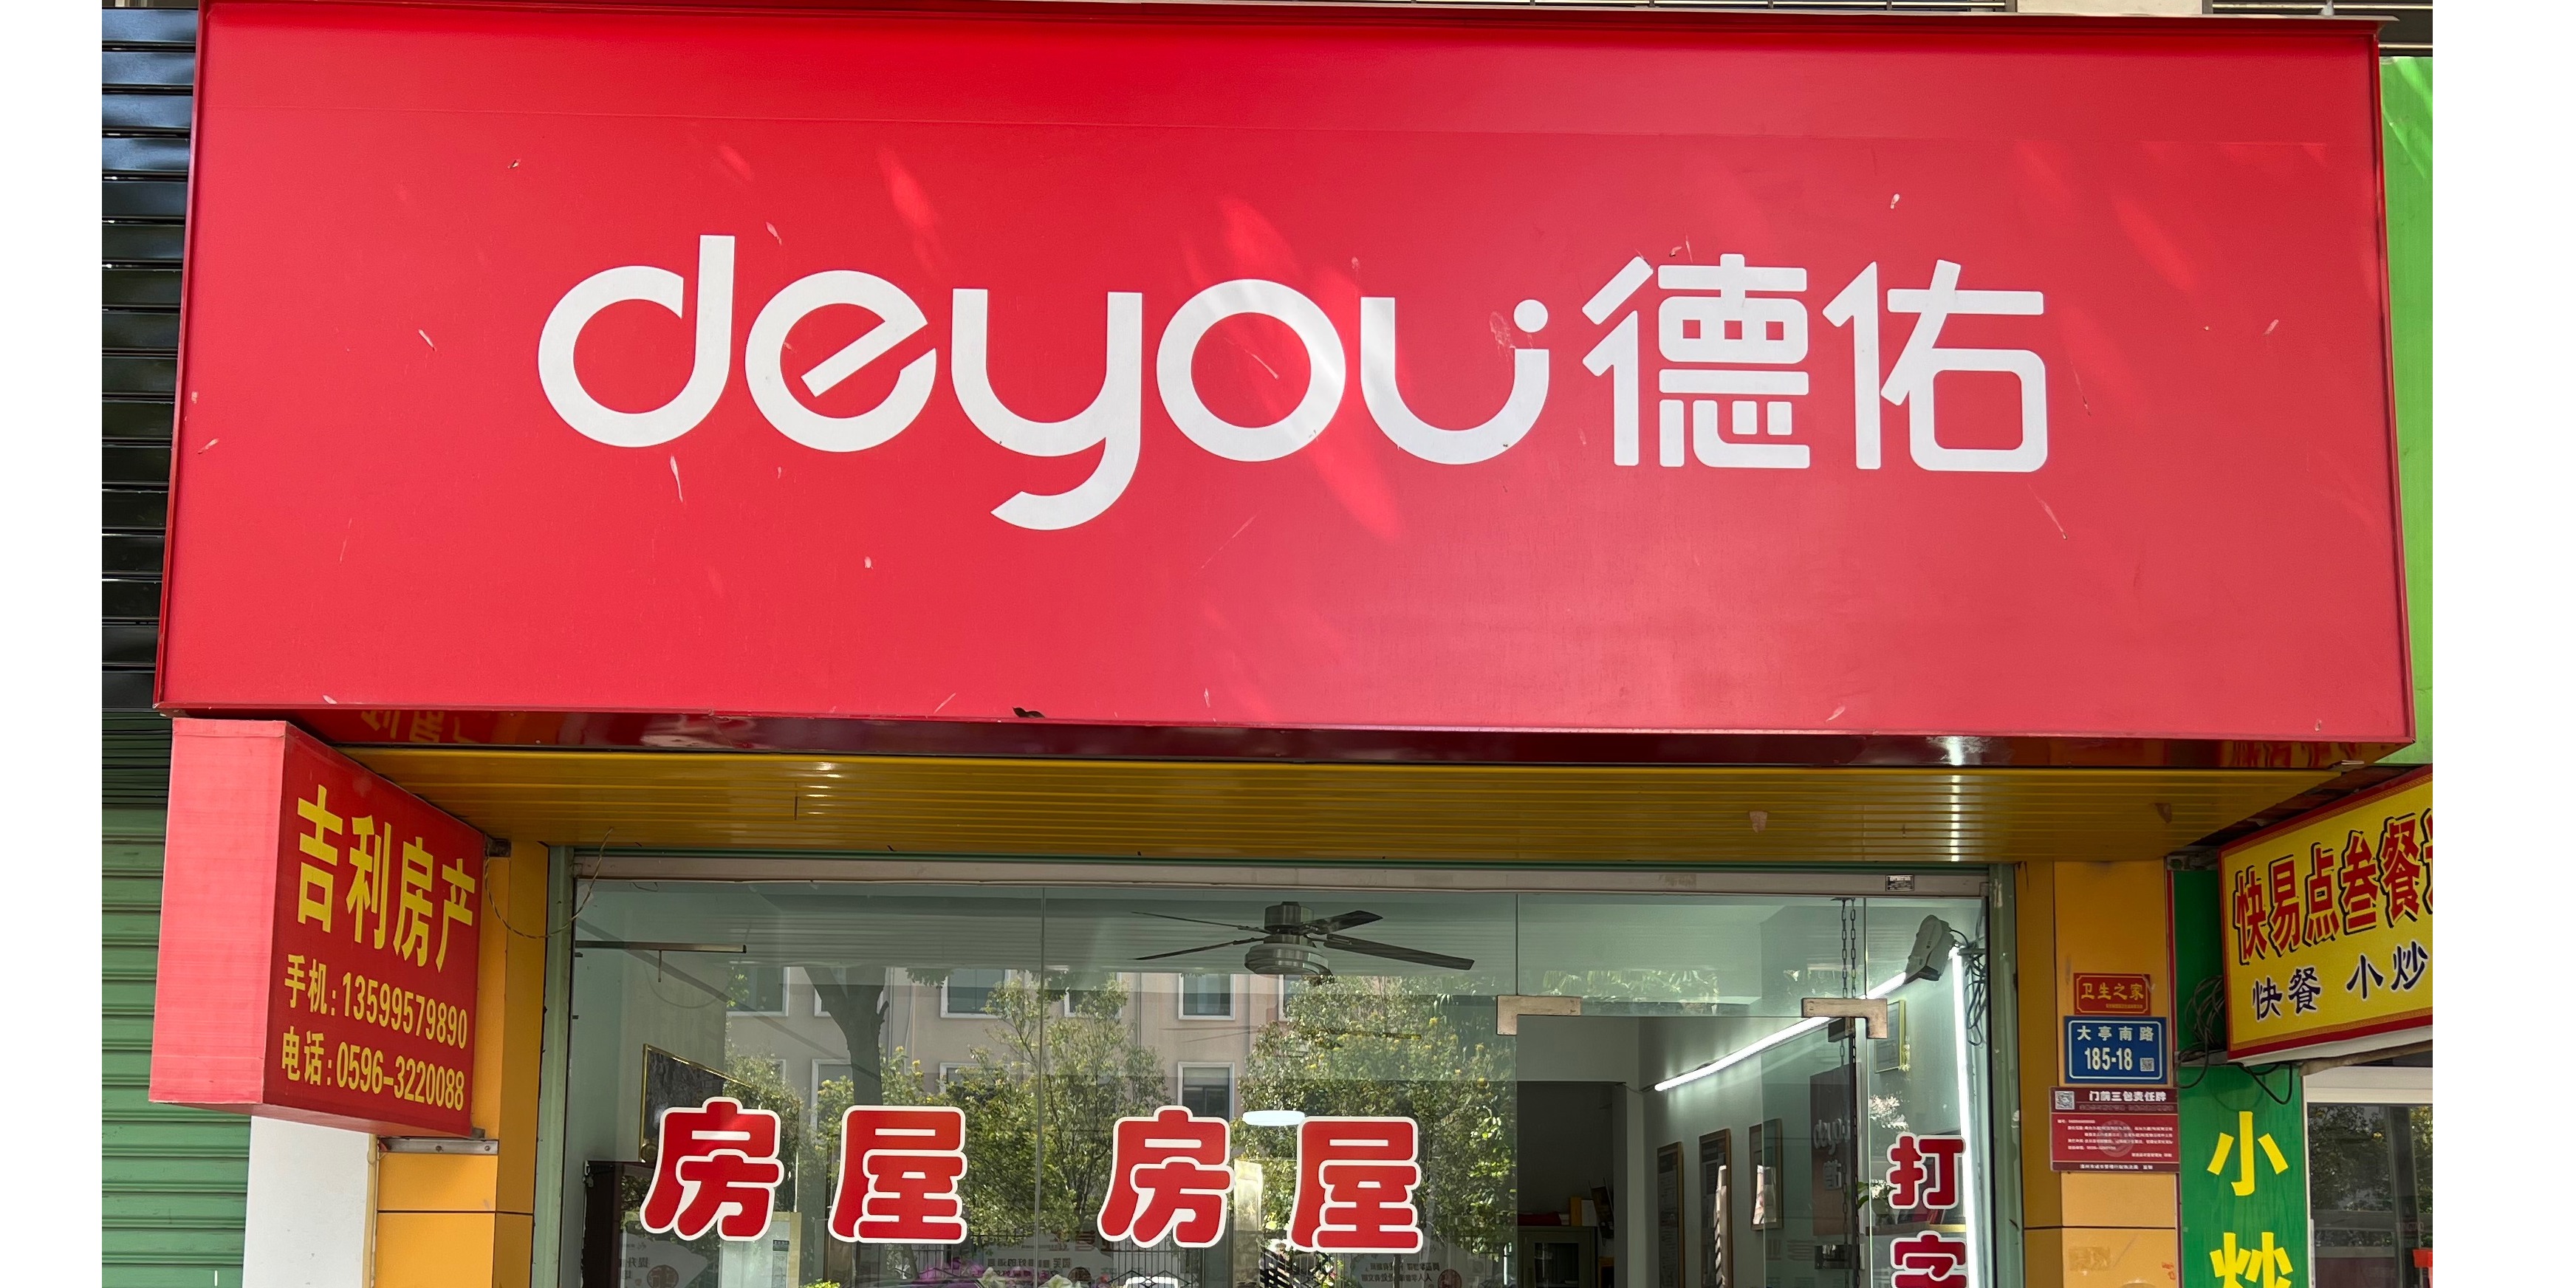 deyou德佑
吉利房产
手机:13599579890
电话:0596-3220088
房屋 房屋
打字
卫生之家
大亭南路
185-18
门前三包责任牌
快易点叁餐
快餐 小炒
小炒